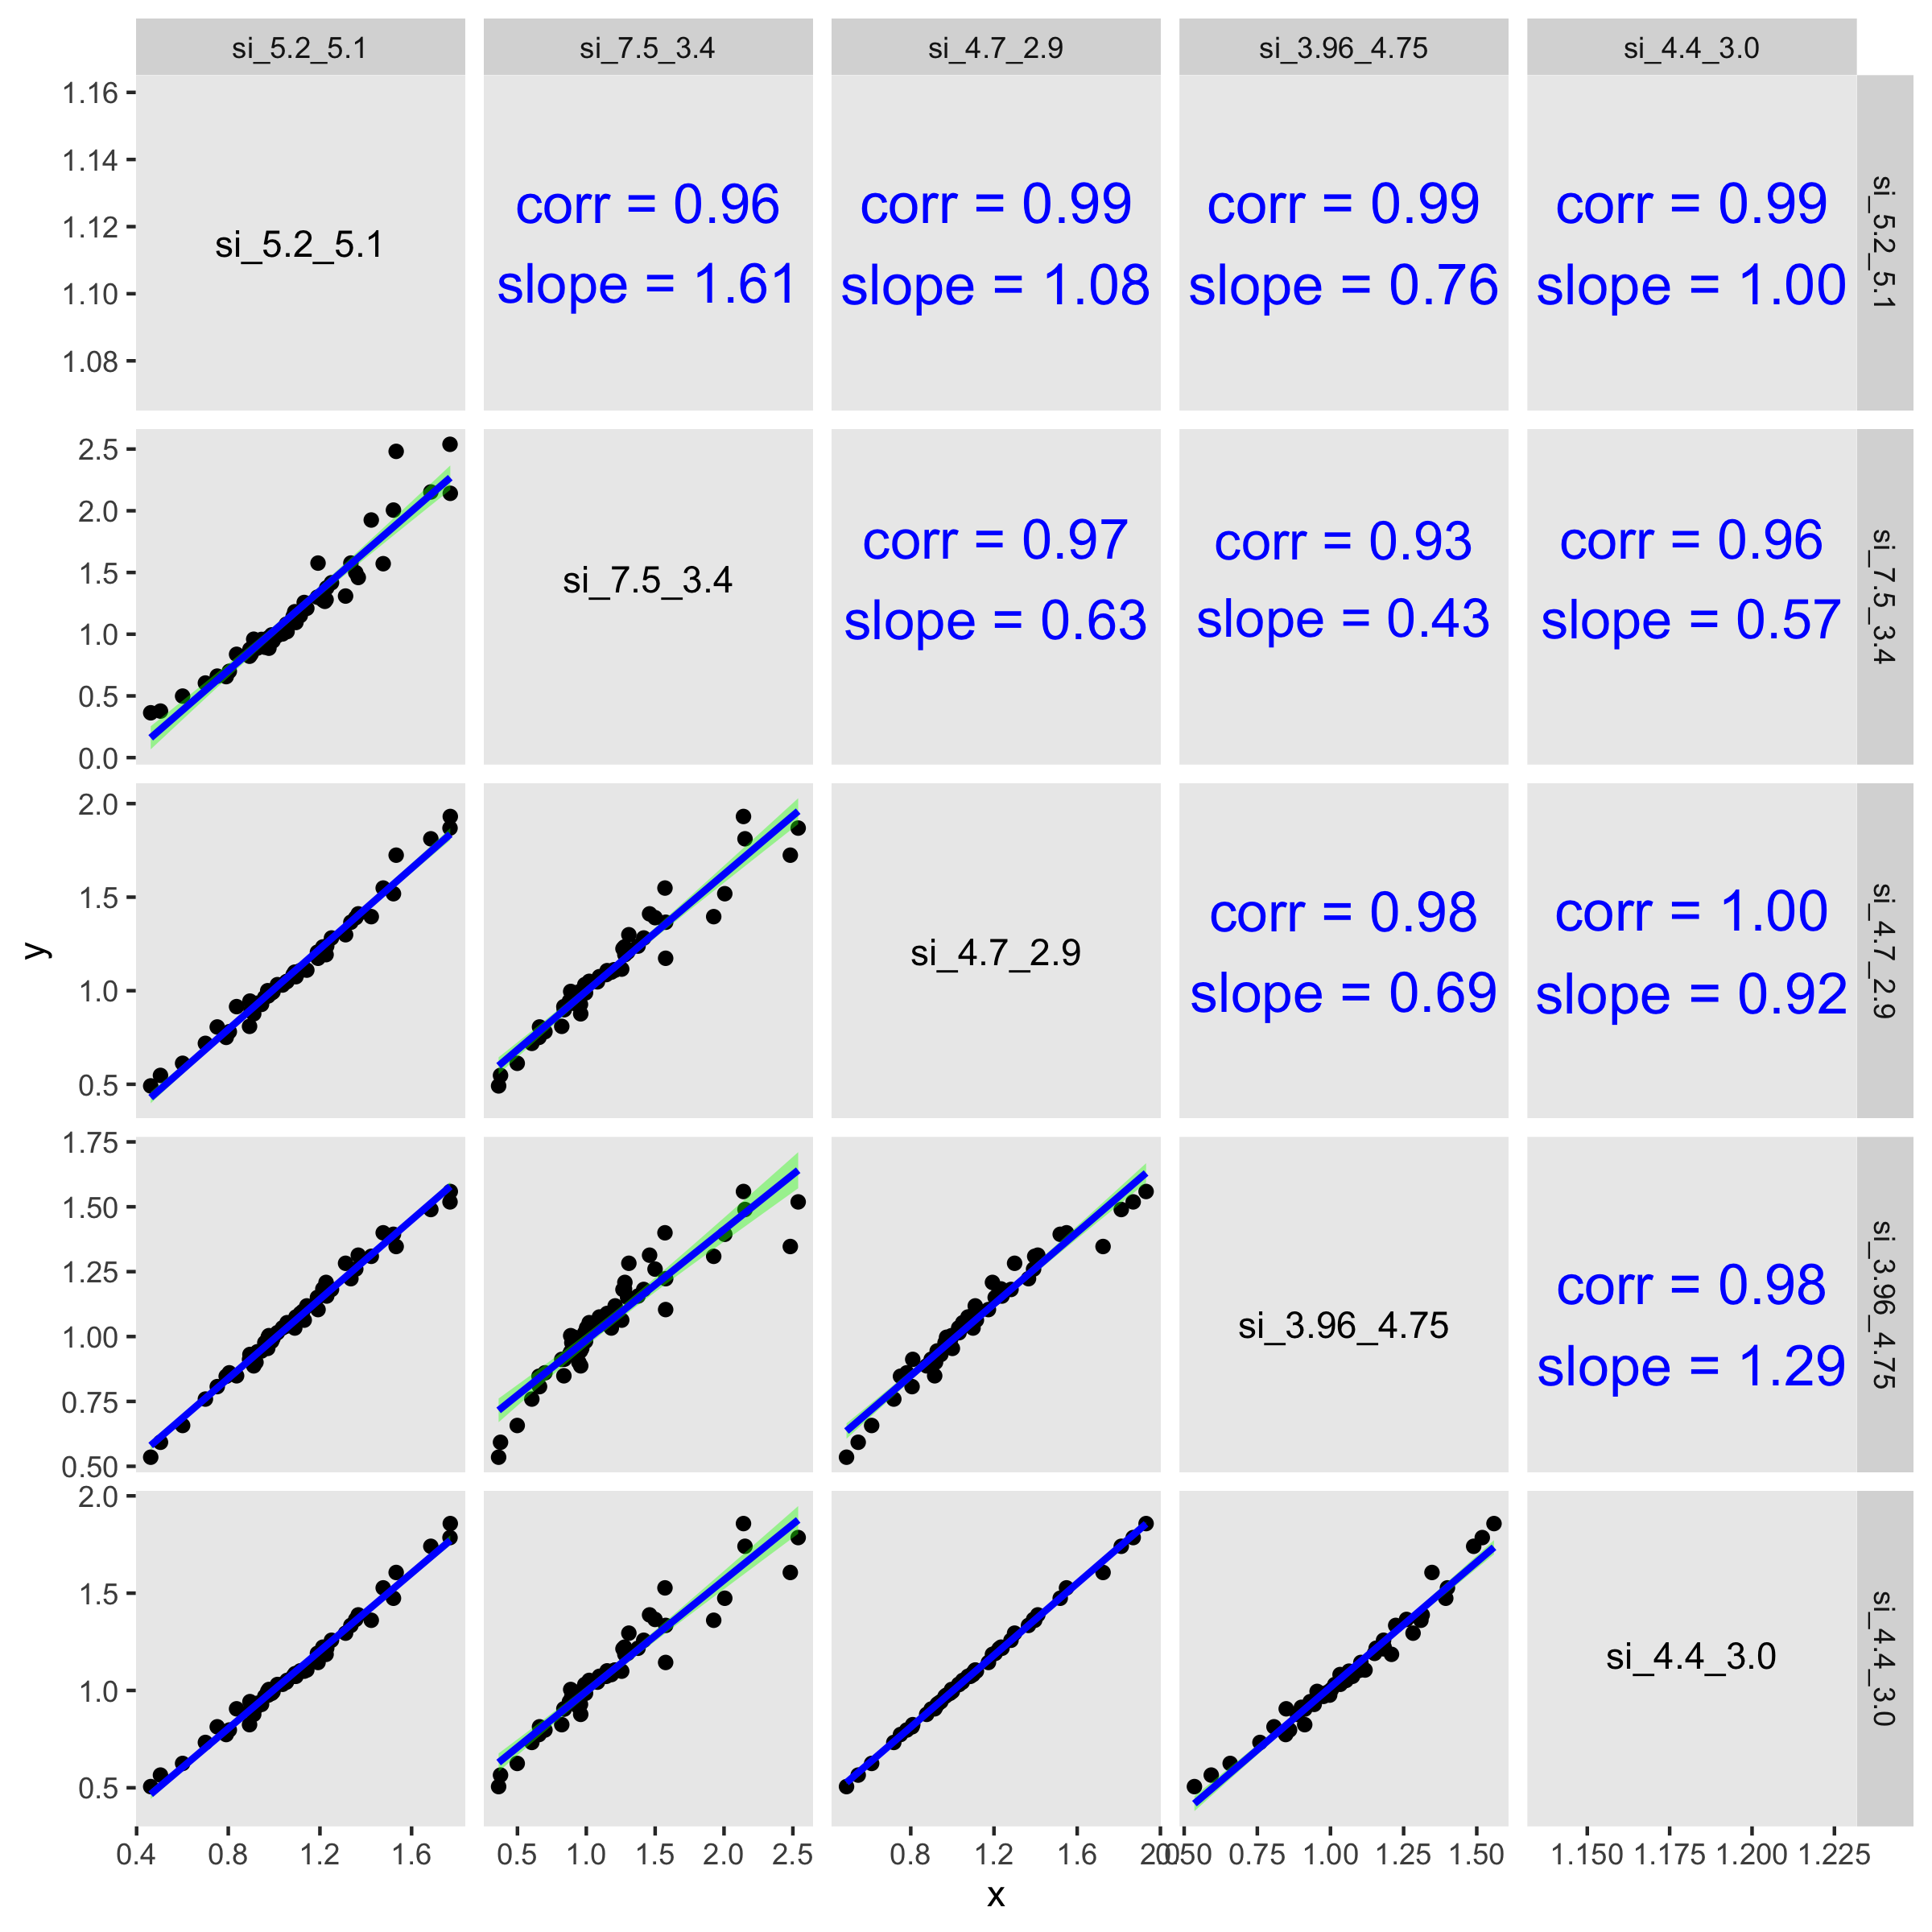 si_5.2_5.1 si_7.5_3.4 si_4.7_2.9 si_3.96_4.75 si_4.4_3.0
1.16
1.14
1.12
1.10
1.08
si_5.2_5.1
corr = 0.96
slope = 1.61
corr = 0.99
slope = 1.08
corr = 0.99
slope = 0.76
corr = 0.99
slope = 1.00
si_5.2_5.1
2.5
2.0
1.5
1.0
0.5
0.0
si_7.5_3.4
corr = 0.97
slope = 0.63
corr = 0.93
slope = 0.43
corr = 0.96
slope = 0.57
si_7.5_3.4
y
2.0
1.5
1.0
0.5
si_4.7_2.9
corr = 0.98
slope = 0.69
corr = 1.00
slope = 0.92
si_4.7_2.9
1.75
1.50
1.25
1.00
0.75
0.50
si_3.96_4.75
corr = 0.98
slope = 1.29
si_3.96_4.75
2.0
1.5
1.0
0.5
si_4.4_3.0
si_4.4_3.0
0.4 0.8 1.2 1.6
0.5 1.0 1.5 2.0 2.5
0.8 1.2 1.6 2.0
0.50 0.75 1.00 1.25 1.50
1.150 1.175 1.200 1.225
x